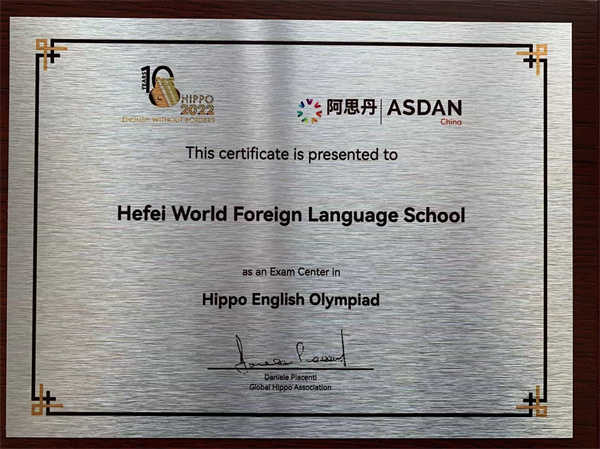 10 YEARS
HIPPO
2022
ENGLISH WITHOUT BORDERS
阿思丹 ASDAN
China
This certificate is presented to
Hefei World Foreign Language School
as an Exam Center in
Hippo English Olympiad
Daniele Piacenti
Global Hippo Association